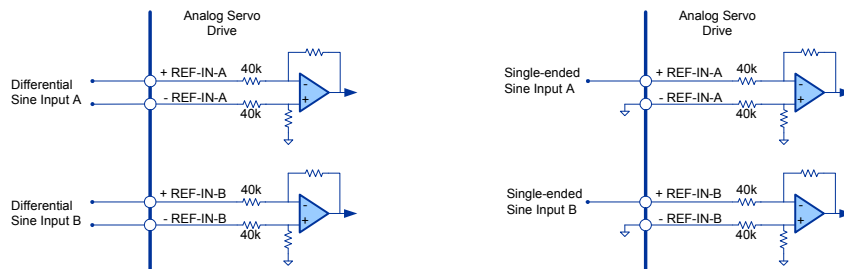 Analog Servo
Drive
+ REF-IN-A
40k
Differential
Sine Input A
-
+
- REF-IN-A
40k
+ REF-IN-B
40k
Differential
Sine Input B
-
+
- REF-IN-B
40k
Analog Servo
Drive
+ REF-IN-A
40k
Single-ended
Sine Input A
-
+
- REF-IN-A
40k
+ REF-IN-B
40k
Single-ended
Sine Input B
-
+
- REF-IN-B
40k